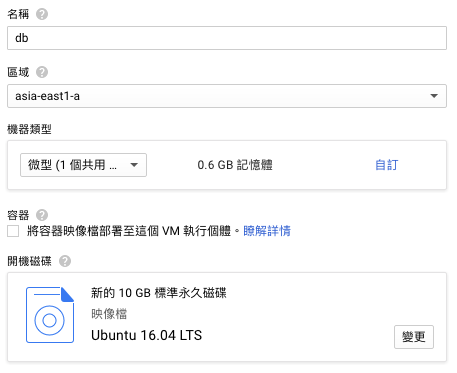 名稱
db
區域
asia-east1-a
機器類型
微型 (1 個共用 ...
0.6 GB 記憶體
自訂
容器
將容器映像檔部署至這個 VM 執行個體。瞭解詳情
開機磁碟
新的 10 GB 標準永久磁碟
映像檔
Ubuntu 16.04 LTS
變更